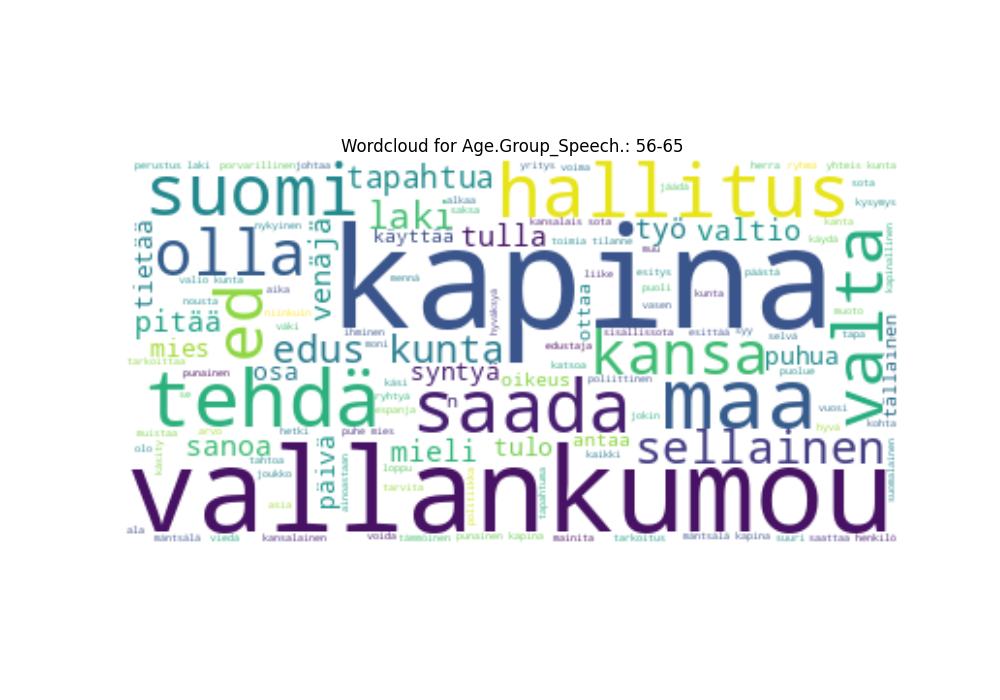 Wordcloud for Age.Group_Speech.: 56-65
perustus laki porvarillinen johtaa yritys voima herra ryhmä yhteis kunta
suomi tapahtua hallitus jäädä sota
alkaa kysymys
laki saksa kansalais sota kanta
nykyinen käyttää tulla toimia tilanne työ valtio käydä
tietää olla venäjä kapina muu valta kapinallinen
valio kunta mennä liike esitys päästä
aika puoli
nousta ed hyväksyä ottaa kunta
niinkuin vasen muoto
pitää väki
ihminen sisällissota esittää syy selvä tapa
mies edus kunta moni edustaja kansa puhua tällainen
tarkoittaa katsoa puolue
punainen osa syntyä oikeus poliittinen
käsi
tehdä se ryhtyä 'n saada jokin maa vuosi
espanja kohta
muistaa arvo hetki puhe mies antaa hyvä
olo sanoa mieli tulo kaikki sellainen
käsity tahtoa päivä ainoastaan loppu politiikka tapahtuma suomalainen
joukko
tarvita
vallankumou
asia
ala
mäntsälä viedä kansalainen voida tämmöinen punainen kapina mainita tarkoitus mäntsälä kapina suuri saattaa henkilö